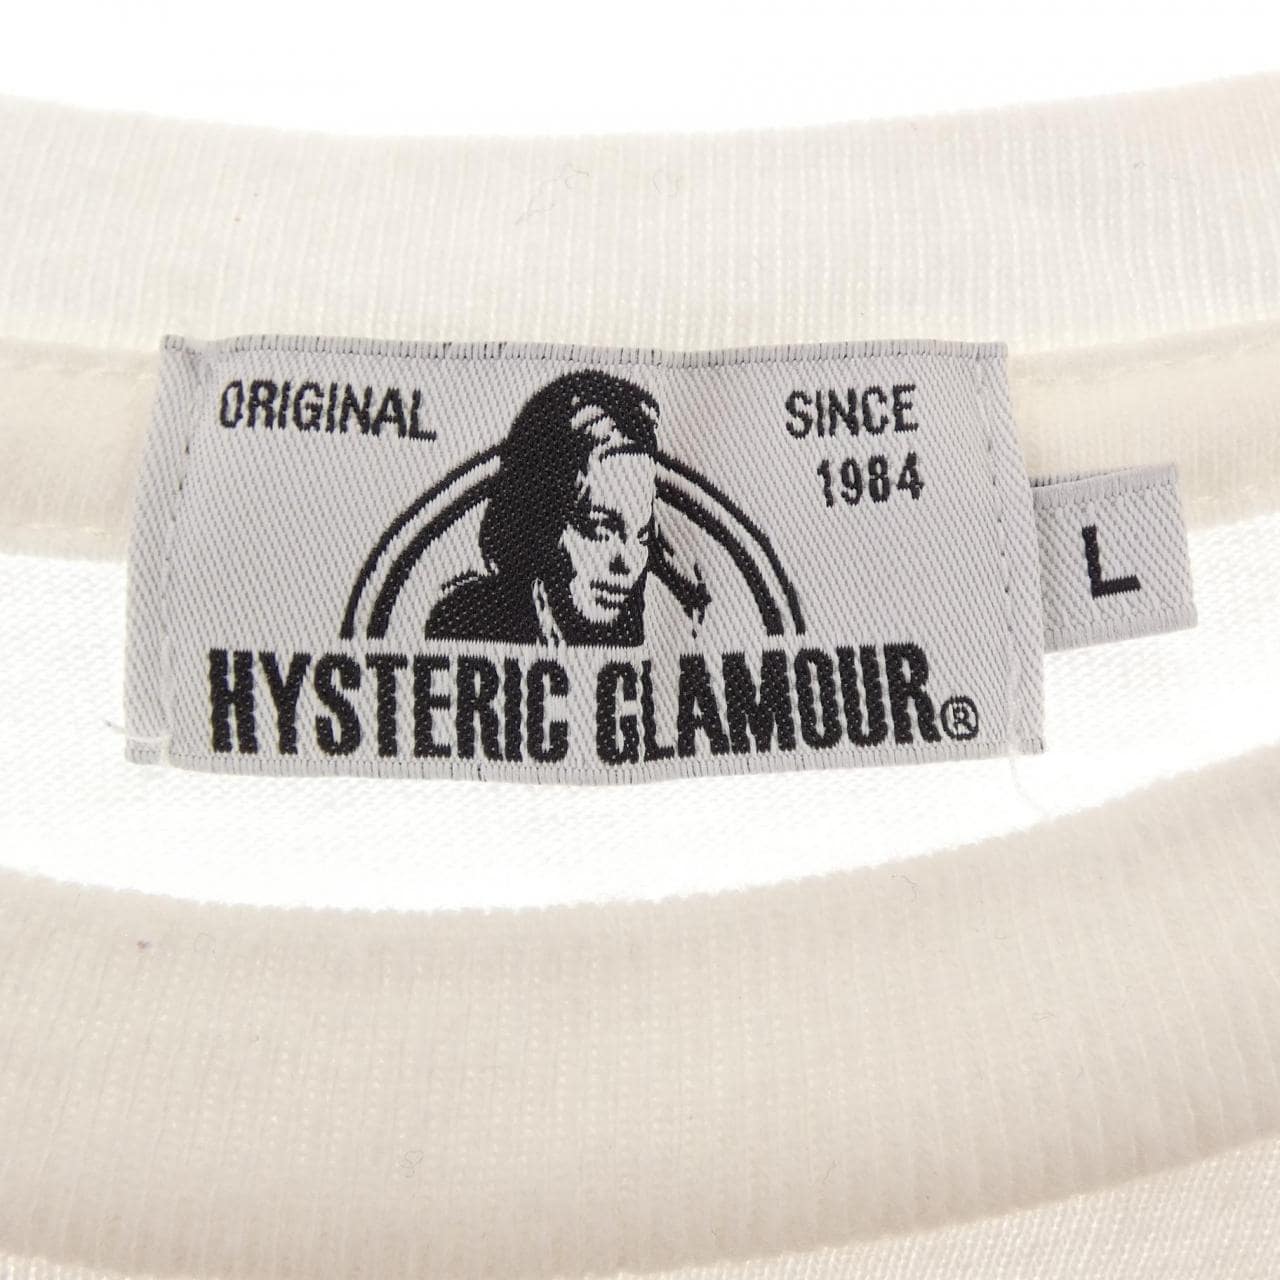 ORIGINAL
SINCE
1984
HYSTERIC GLAMOUR®
L